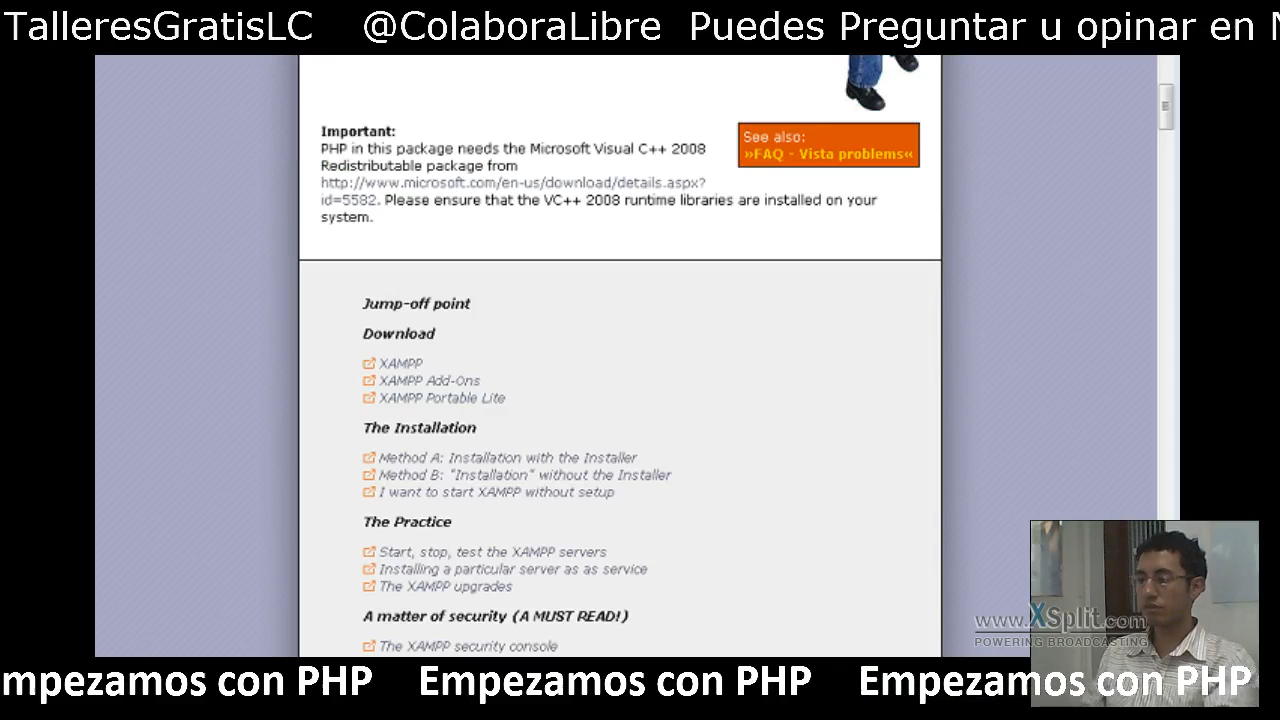 TalleresGratisLC @ColaboraLibre Puedes Preguntar u opinar en
Important:
PHP in this package needs the Microsoft Visual C++ 2008
Redistributable package from
http://www.microsoft.com/en-us/download/details.aspx?
id=5582. Please ensure that the VC++ 2008 runtime libraries are installed on your
system.
See also:
»FAQ - Vista problems«
Jump-off point
Download
XAMPP
XAMPP Add-Ons
XAMPP Portable Lite
The Installation
Method A: Installation with the Installer
Method B: "Installation" without the Installer
I want to start XAMPP without setup
The Practice
Start, stop, test the XAMPP servers
Installing a particular server as as service
The XAMPP upgrades
A matter of security (A MUST READ!)
The XAMPP security console
www.XSplit.com
POWERING BROADCASTING
mpezamos con PHP Empezamos con PHP Empezamos con PHP